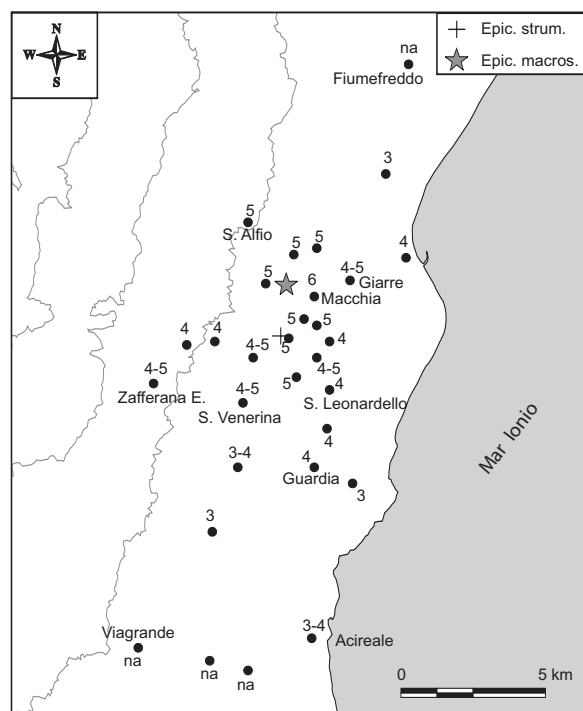 N
W E
S
Epic. strum.
Epic. macros.
na
Fiumefreddo
3
5
S. Alfio
5
5
4
5
4-5
Giarre
6
Macchia
5
5
4
4
5
4
4-5
4-5
4-5
Zafferana E.
5
4
4-5
S. Venerina
S. Leonardello
4
3-4
4
Guardia
3
3
Mar Ionio
3-4
Acireale
Viagrande
na
na
na
0 5 km